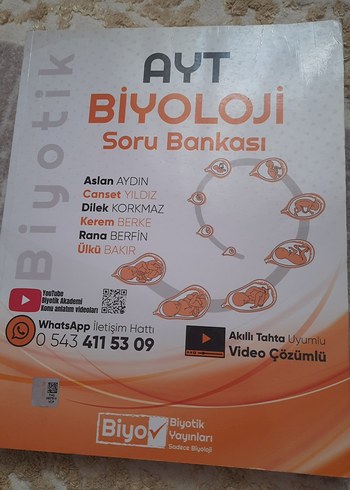 Biyotik
AYT
BİYOLOJİ
Soru Bankası
Aslan AYDIN
Canset YILDIZ
Dilek KORKMAZ
Kerem BERKE
Rana BERFİN
Ülkü BAKIR
YouTube
Biyotik Akademi
Konu anlatım videoları
WhatsApp İletişim Hattı
0 543 411 53 09
Akıllı Tahta Uyumlu
Video Çözümlü
Biyo
Biyotik
Yayınları
Sadece Biyoloji